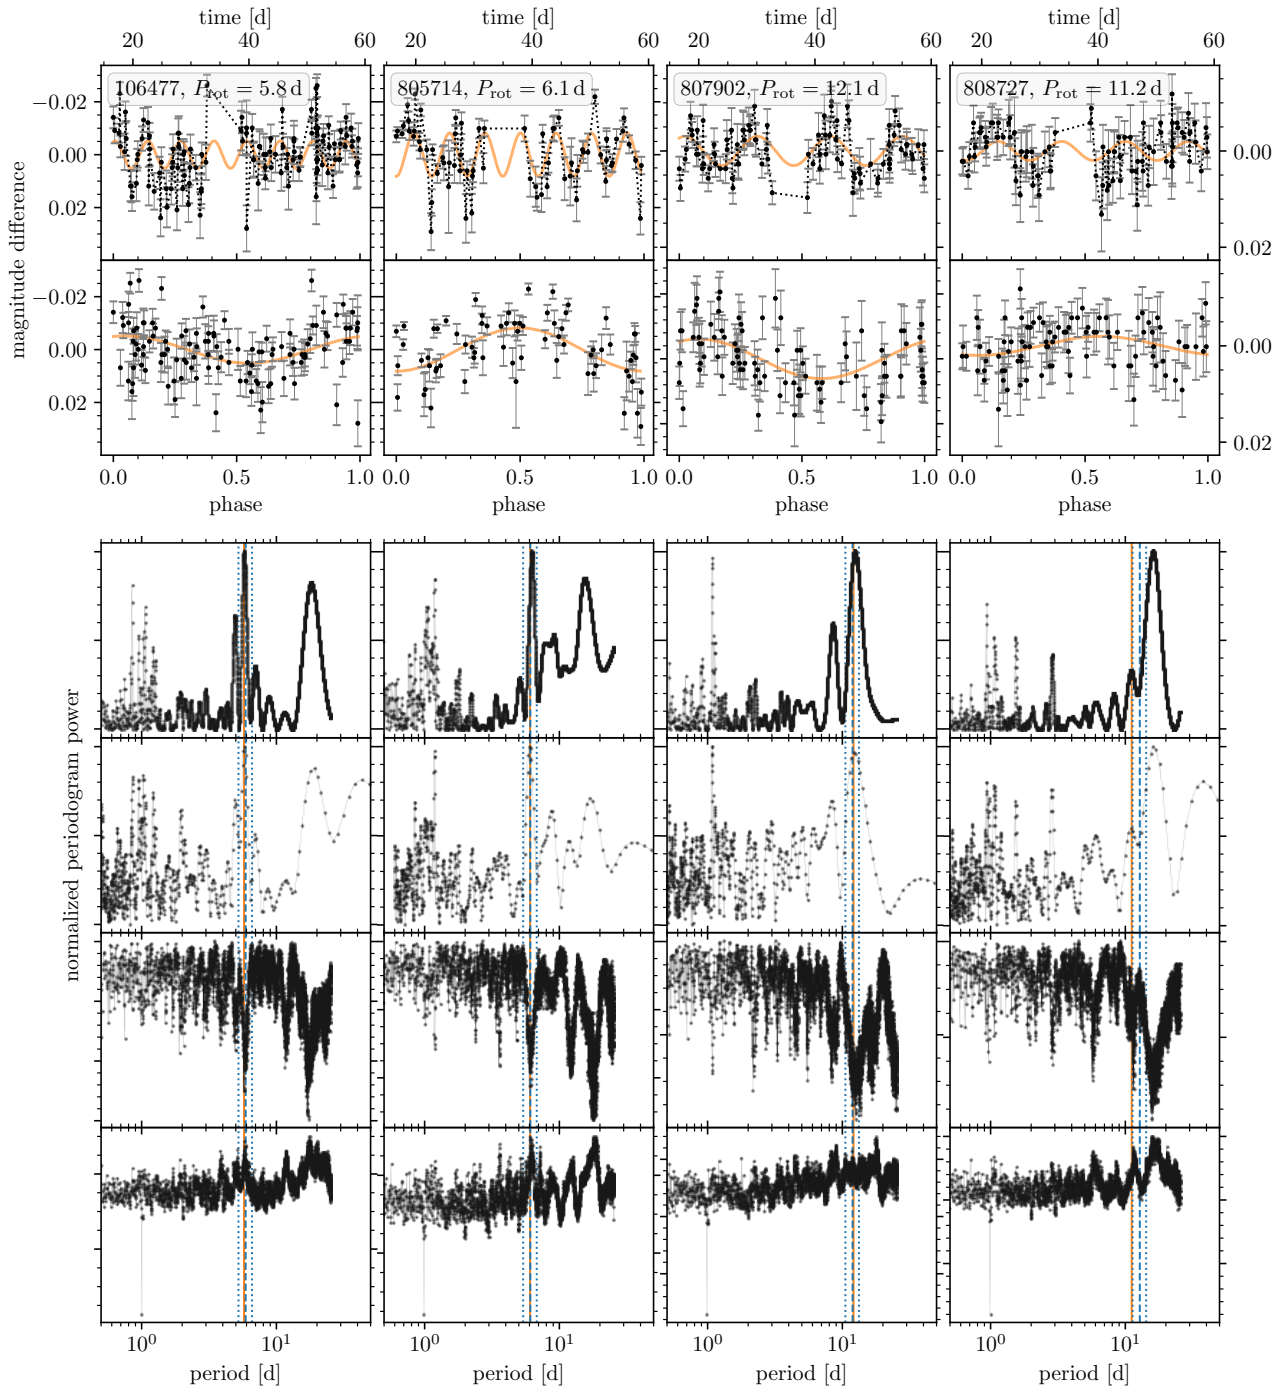 time [d] time [d] time [d] time [d]
20 40 60 20 40 60 20 40 60 20 40 60
106477, P_rot = 5.8 d 805714, P_rot = 6.1 d 807902, P_rot = 12.1 d 808727, P_rot = 11.2 d
−0.02
0.00 0.00
0.02
0.02
magnitude difference
−0.02
0.00 0.00
0.02
0.02
0.0 0.5 1.0 0.0 0.5 1.0 0.0 0.5 1.0 0.0 0.5 1.0
phase phase phase phase
normalized periodogram power
10^0 10^1 10^0 10^1 10^0 10^1 10^0 10^1
period [d] period [d] period [d] period [d]